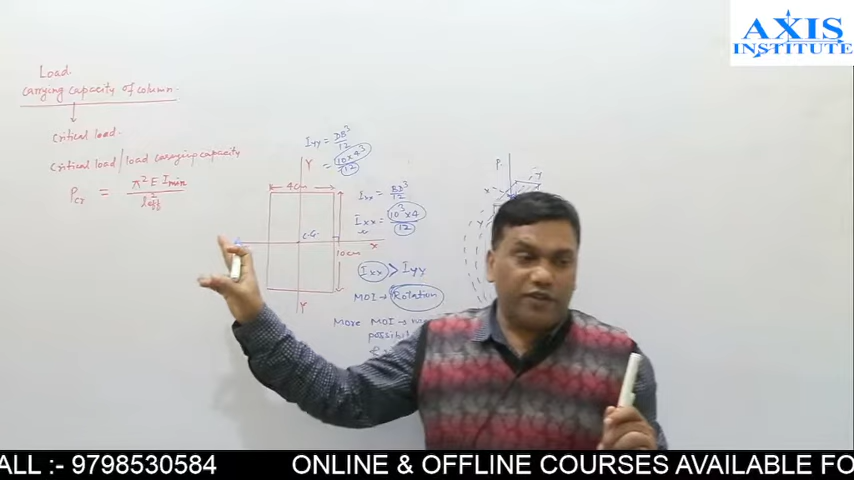 AXIS
INSTITUTE
Load
carrying capacity of column
critical load
critical load / load carrying capacity
Pcr = π² E Imin / l²eff
Iyy = DB³/12
= 10×4³/12
Y
4cm
Ixx = BD³/12
Ixx = 10³×4/12
C.G.
x
10cm
Ixx > Iyy
Y
MOI → Rotation
More MOI →
P
x
y
ALL :- 9798530584
ONLINE & OFFLINE COURSES AVAILABLE FO